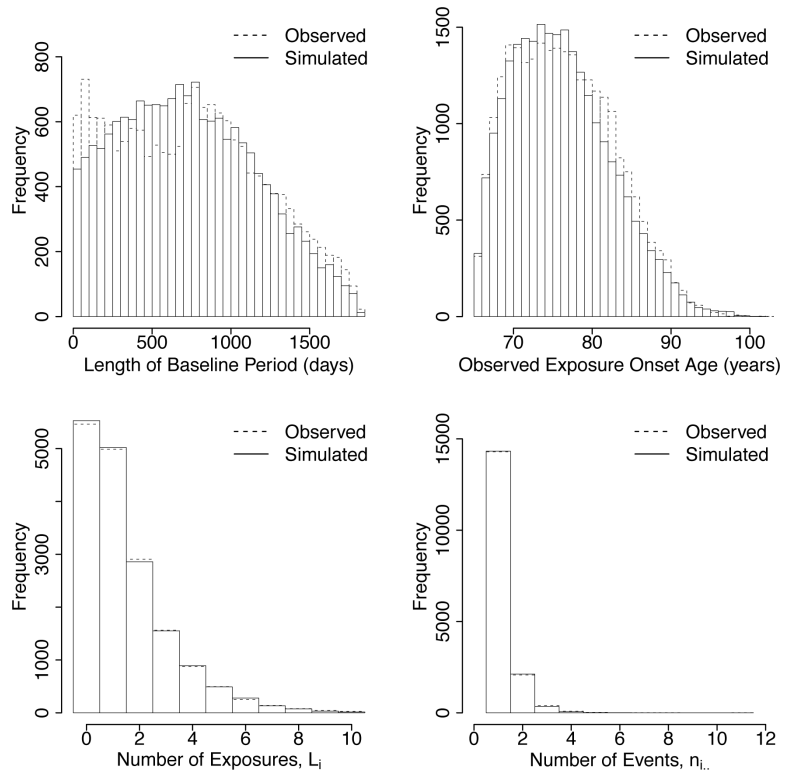 Observed
Simulated
Frequency
0
200
400
600
800
0
500
1000
1500
Length of Baseline Period (days)
Observed
Simulated
Frequency
0
500
1000
1500
70
80
90
100
Observed Exposure Onset Age (years)
Observed
Simulated
Frequency
0
1000
3000
5000
0
2
4
6
8
10
Number of Exposures, Li
Observed
Simulated
Frequency
0
5000
10000
15000
0
2
4
6
8
10
12
Number of Events, ni..